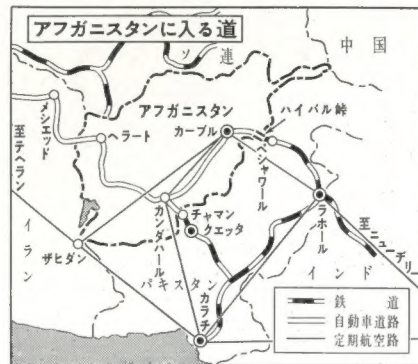 アフガニスタンに入る道
ソ連
中国
アフガニスタン
ハイバル峠
カーブル
メシェッド
ヘラート
ペシャワール
至テヘラン
カンダハール
チャマン
クエッタ
ラホール
至ニューデリー
イラン
ザヒダン
パキスタン
インド
カラチ
鉄道
自動車道路
定期航空路